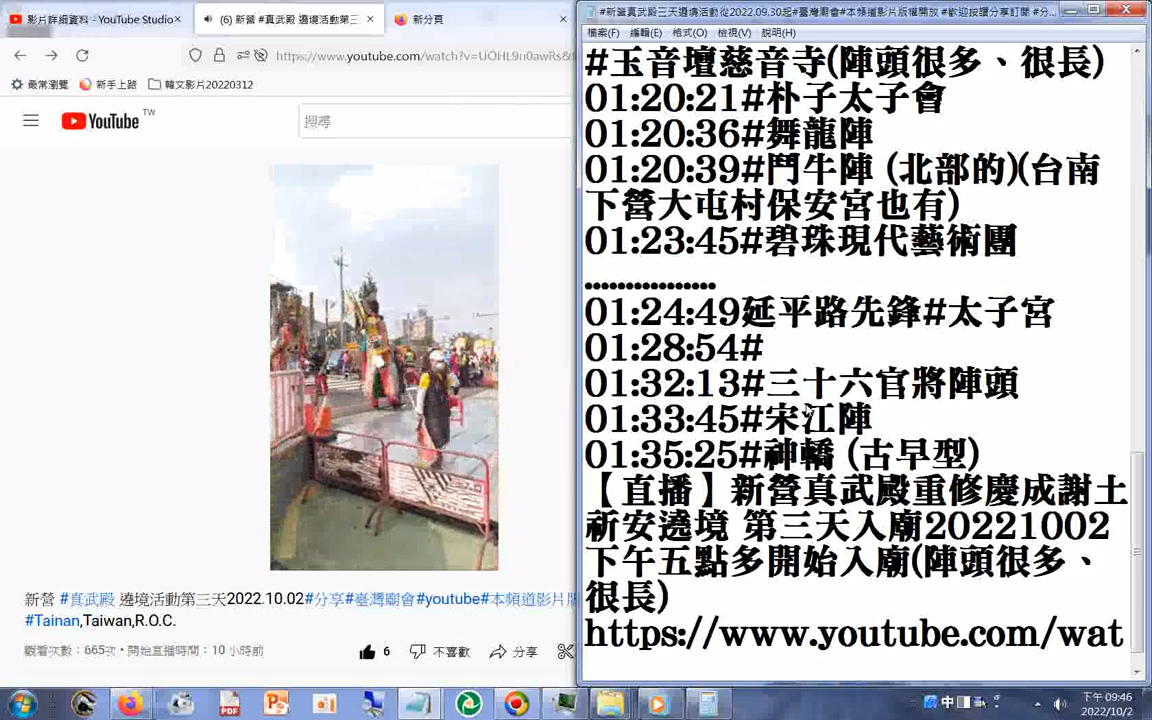 影片詳細資料 - YouTube Studio
(6) 新營 #真武殿 遶境活動第三
新分頁
https://www.youtube.com/watch?v=UOHL9n0awRs&
最常瀏覽
新手上路
韓文影片20220312
YouTube TW
搜尋
新營 #真武殿 遶境活動第三天2022.10.02#分享#臺灣廟會#youtube#本頻道影片版
#Tainan,Taiwan,R.O.C.
觀看次數：665次 • 開始直播時間：10 小時前
6
不喜歡
分享
#新營真武殿三天遶境活動從2022.09.30起#臺灣廟會#本頻道影片版權開放 #歡迎按讚分享訂閱 #分...
檔案(F) 編輯(E) 格式(O) 檢視(V) 說明(H)
#玉音壇慈音寺(陣頭很多、很長)
01:20:21#朴子太子會
01:20:36#舞龍陣
01:20:39#鬥牛陣 (北部的)(台南
下營大屯村保安宮也有)
01:23:45#碧珠現代藝術團
................
01:24:49延平路先鋒#太子宮
01:28:54#
01:32:13#三十六官將陣頭
01:33:45#宋江陣
01:35:25#神轎 (古早型)
【直播】新營真武殿重修慶成謝土
祈安遶境 第三天入廟20221002
下午五點多開始入廟(陣頭很多、
很長)
https://www.youtube.com/wat
中
下午 09:46
2022/10/2